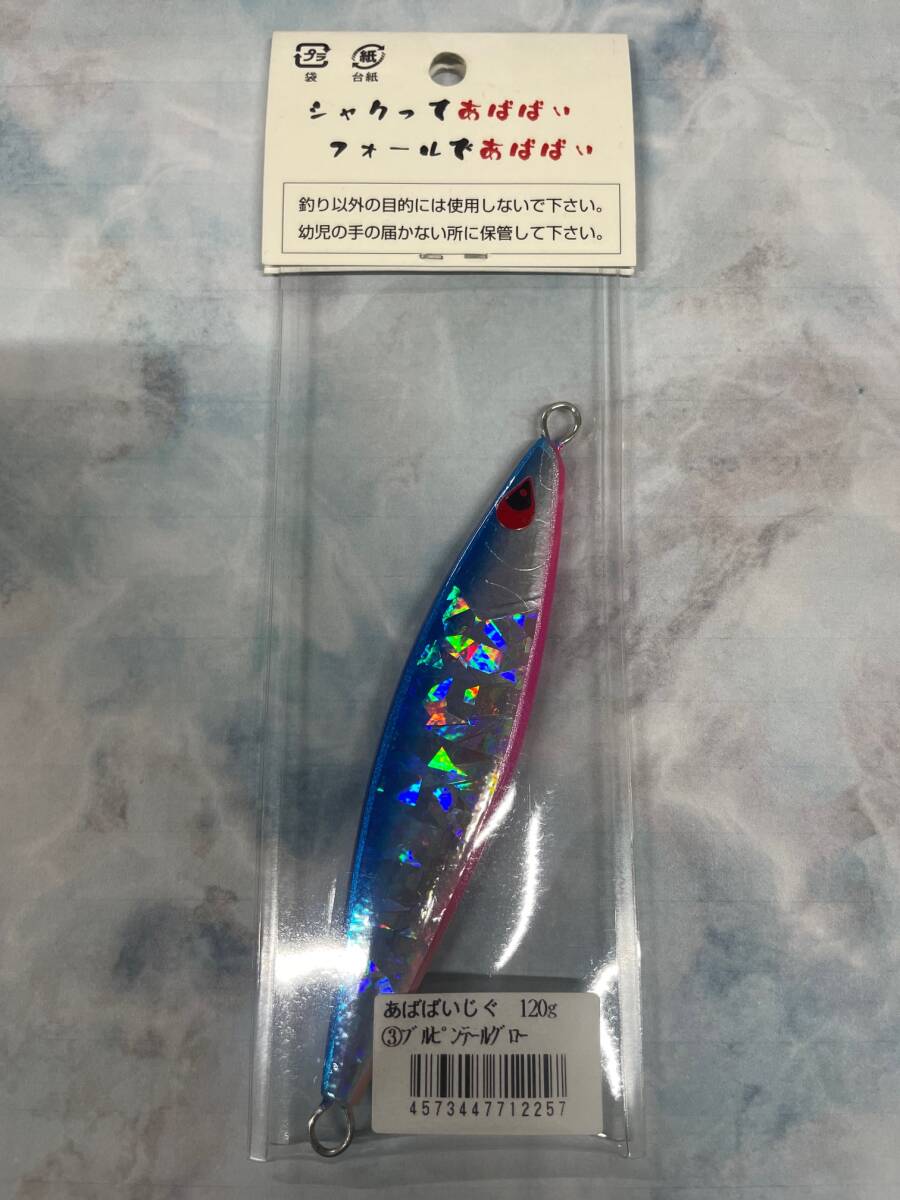 プラ 紙
袋 台紙
シャクってあばばい
フォールであばばい
釣り以外の目的には使用しないで下さい。
幼児の手の届かない所に保管して下さい。
あばばいじぐ 120g
③ﾌﾞﾙﾋﾟﾝﾃｰﾙｸﾞﾛｰ
4573447712257